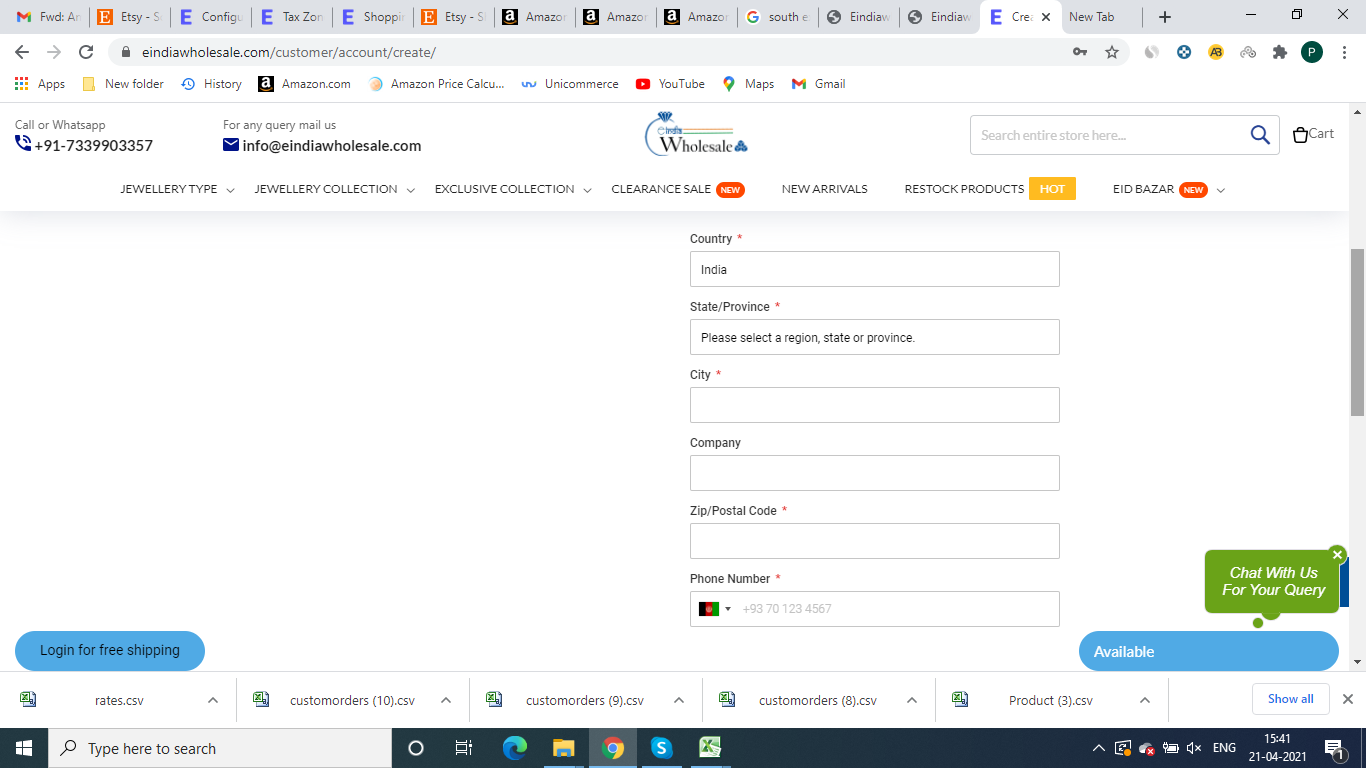 Fwd: An
Etsy - S
Configu
Tax Zon
Shoppin
Etsy - S
Amazon
Amazon
Amazon
south e
Eindiaw
Eindiaw
Crea
New Tab
eindiawholesale.com/customer/account/create/
Apps
New folder
History
Amazon.com
Amazon Price Calcu...
Unicommerce
YouTube
Maps
Gmail
Call or Whatsapp
+91-7339903357
For any query mail us
info@eindiawholesale.com
eIndia
Wholesale
Search entire store here...
Cart
JEWELLERY TYPE
JEWELLERY COLLECTION
EXCLUSIVE COLLECTION
CLEARANCE SALE NEW
NEW ARRIVALS
RESTOCK PRODUCTS HOT
EID BAZAR NEW
Country *
India
State/Province *
Please select a region, state or province.
City *
Company
Zip/Postal Code *
Phone Number *
+93 70 123 4567
Chat With Us
For Your Query
Login for free shipping
Available
rates.csv
customorders (10).csv
customorders (9).csv
customorders (8).csv
Product (3).csv
Show all
Type here to search
ENG
15:41
21-04-2021
1